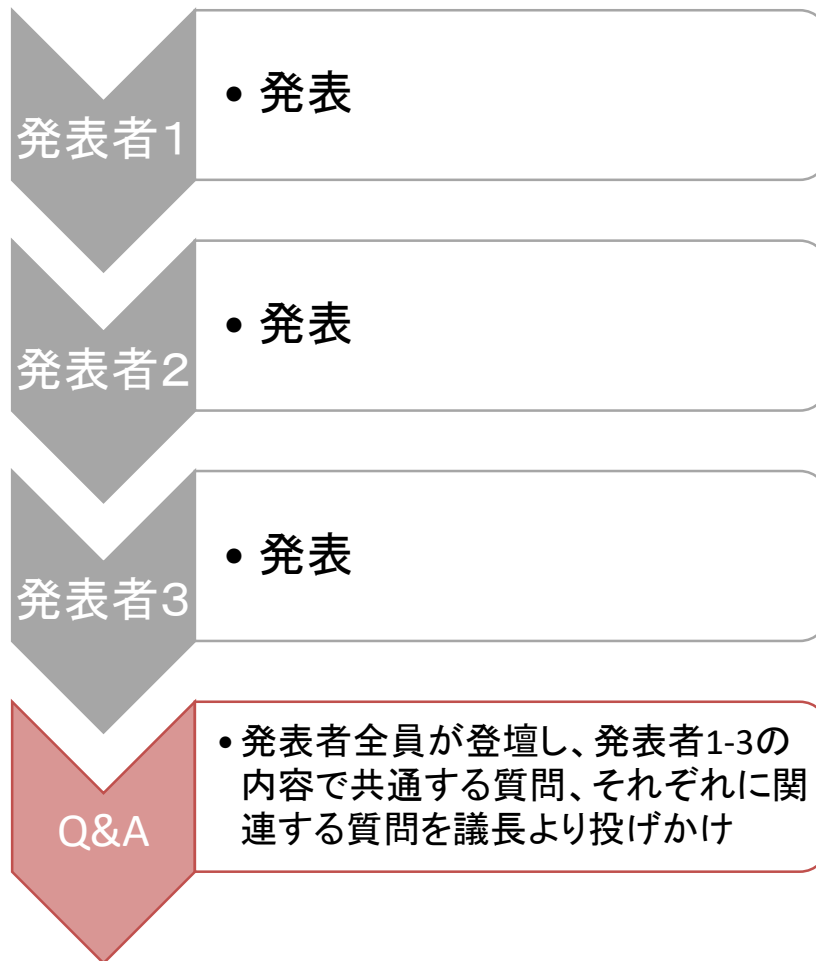 発表者１
• 発表
発表者２
• 発表
発表者３
• 発表
Q&A
• 発表者全員が登壇し、発表者1-3の
内容で共通する質問、それぞれに関
連する質問を議長より投げかけ